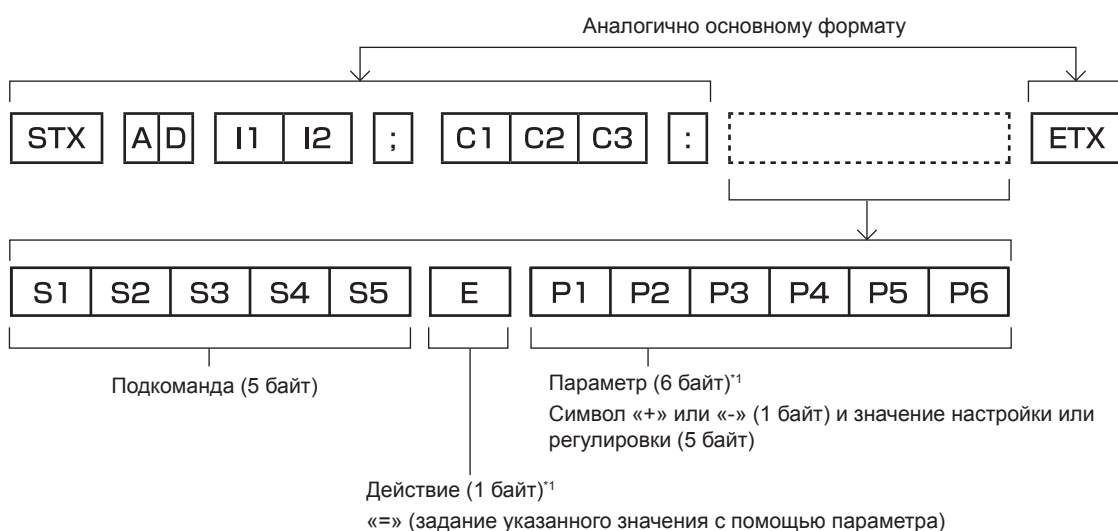 Аналогично основному формату
STX A D I1 I2 ; C1 C2 C3 : ETX
S1 S2 S3 S4 S5 E P1 P2 P3 P4 P5 P6
Подкоманда (5 байт)
Параметр (6 байт)*1
Символ «+» или «-» (1 байт) и значение настройки или
регулировки (5 байт)
Действие (1 байт)*1
«=» (задание указанного значения с помощью параметра)